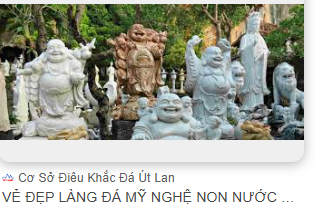 Cơ Sở Điêu Khắc Đá Út Lan
VẺ ĐẸP LÀNG ĐÁ MỸ NGHỆ NON NƯỚC ...